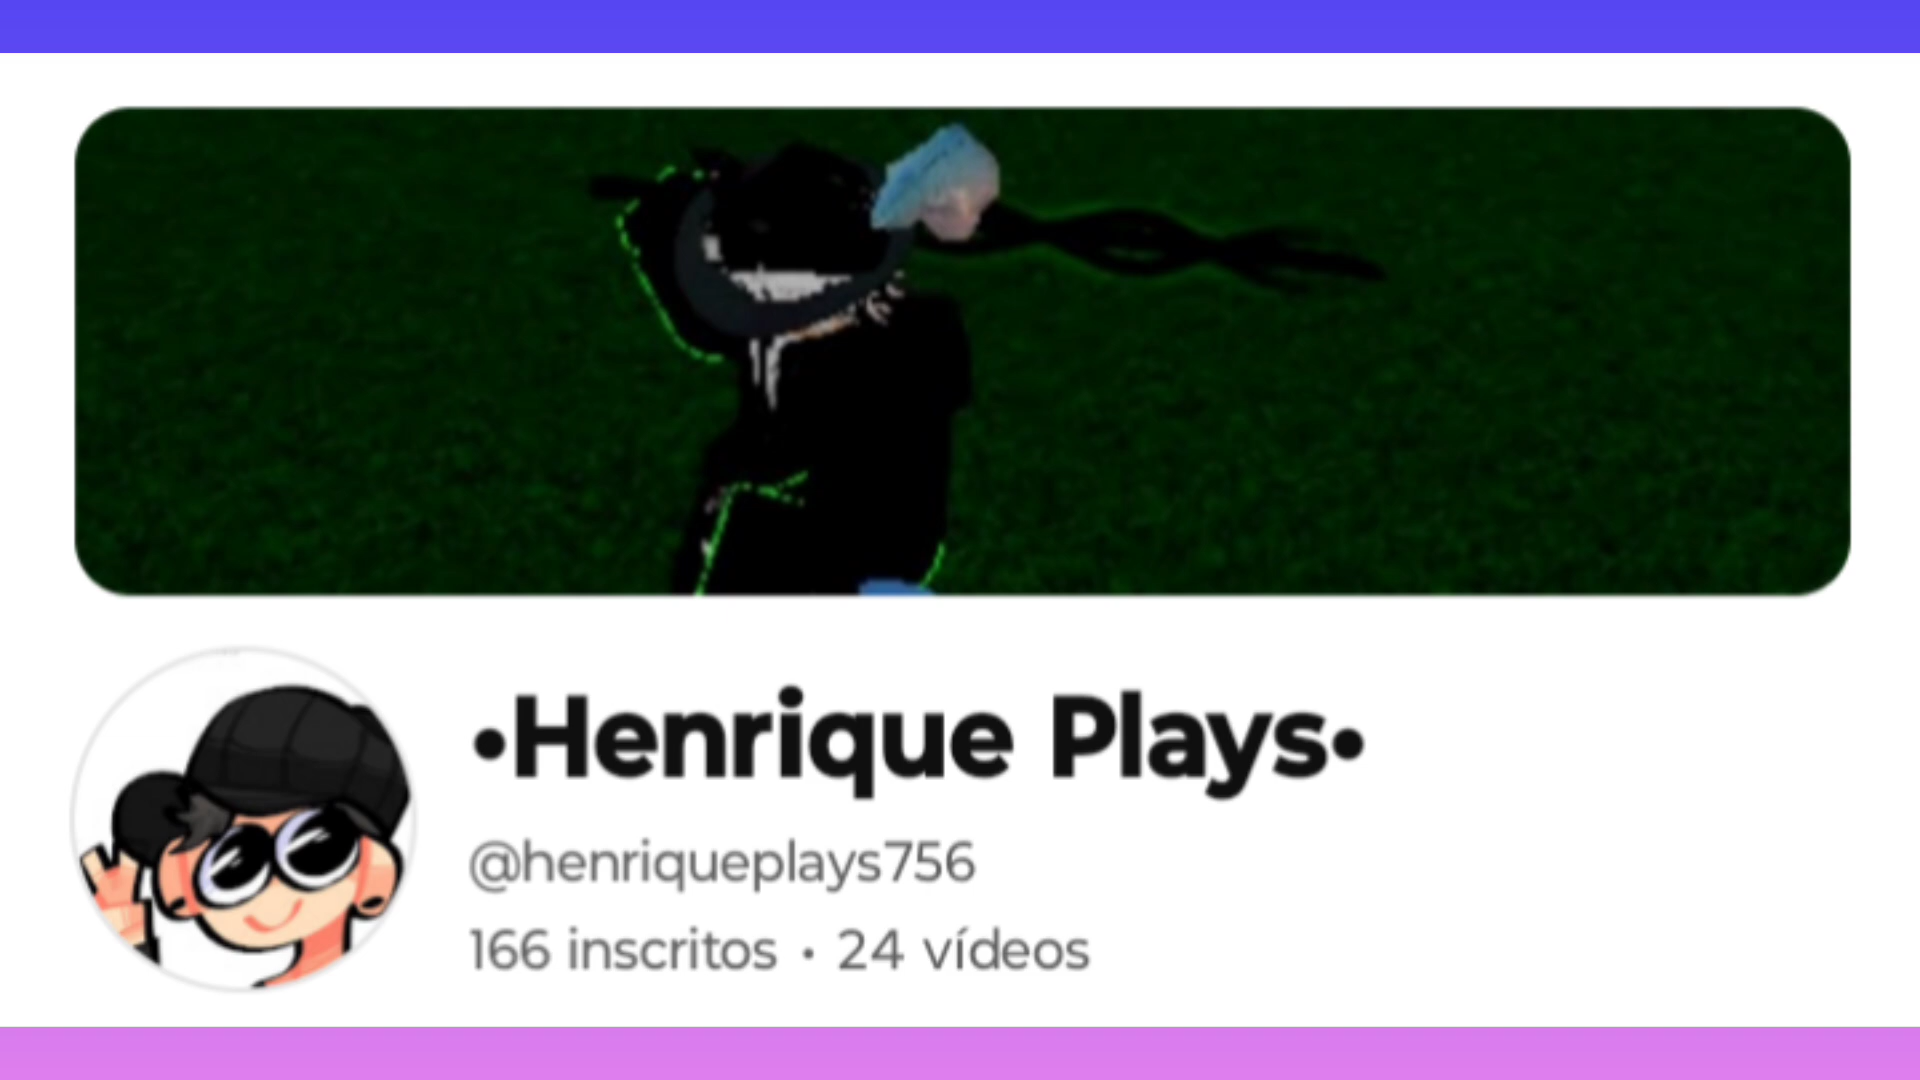 •Henrique Plays•
@henriqueplays756
166 inscritos • 24 vídeos